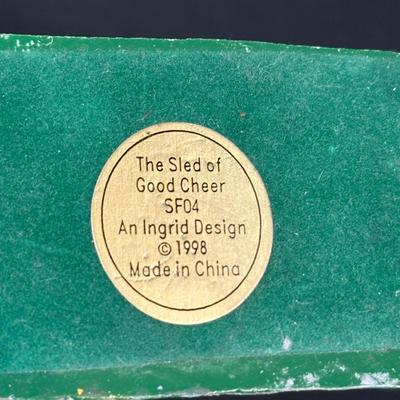 The Sled of
Good Cheer
SF04
An Ingrid Design
© 1998
Made in China